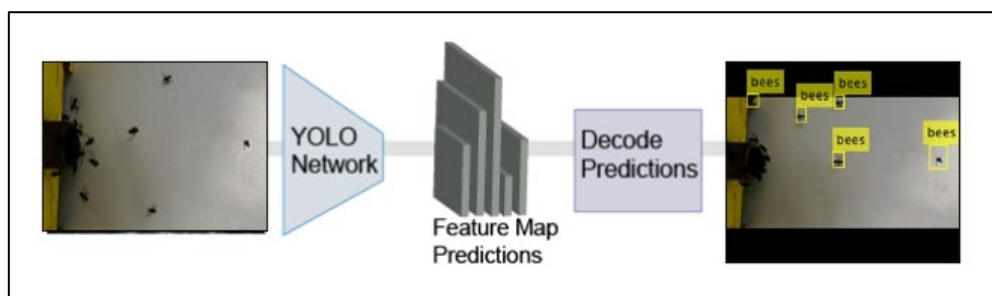 YOLO
Network
Feature Map
Predictions
Decode
Predictions
bees
bees
bees
bees
bees